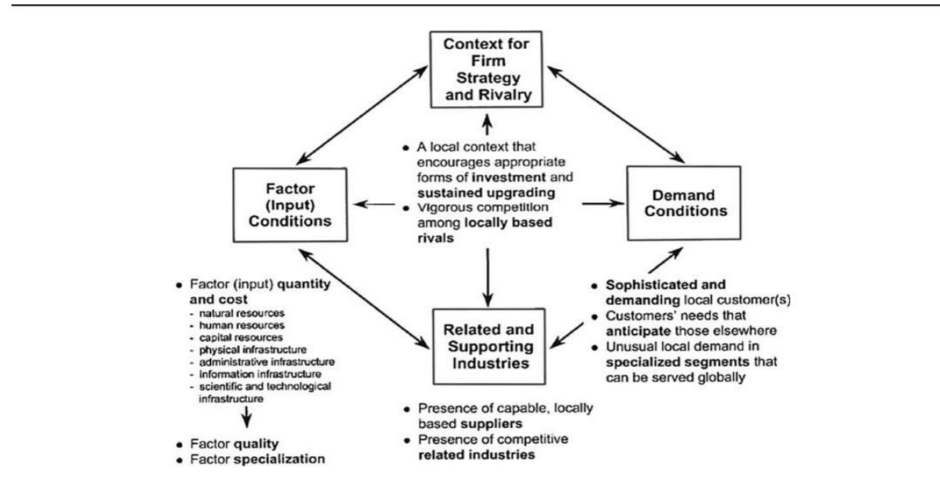 Context for
Firm
Strategy
and Rivalry
• A local context that
encourages appropriate
forms of investment and
sustained upgrading
• Vigorous competition
among locally based
rivals
Factor
(Input)
Conditions
Demand
Conditions
• Factor (input) quantity
and cost
- natural resources
- human resources
- capital resources
- physical infrastructure
- administrative infrastructure
- information infrastructure
- scientific and technological
infrastructure
• Factor quality
• Factor specialization
Related and
Supporting
Industries
• Presence of capable, locally
based suppliers
• Presence of competitive
related industries
• Sophisticated and
demanding local customer(s)
• Customers' needs that
anticipate those elsewhere
• Unusual local demand in
specialized segments that
can be served globally